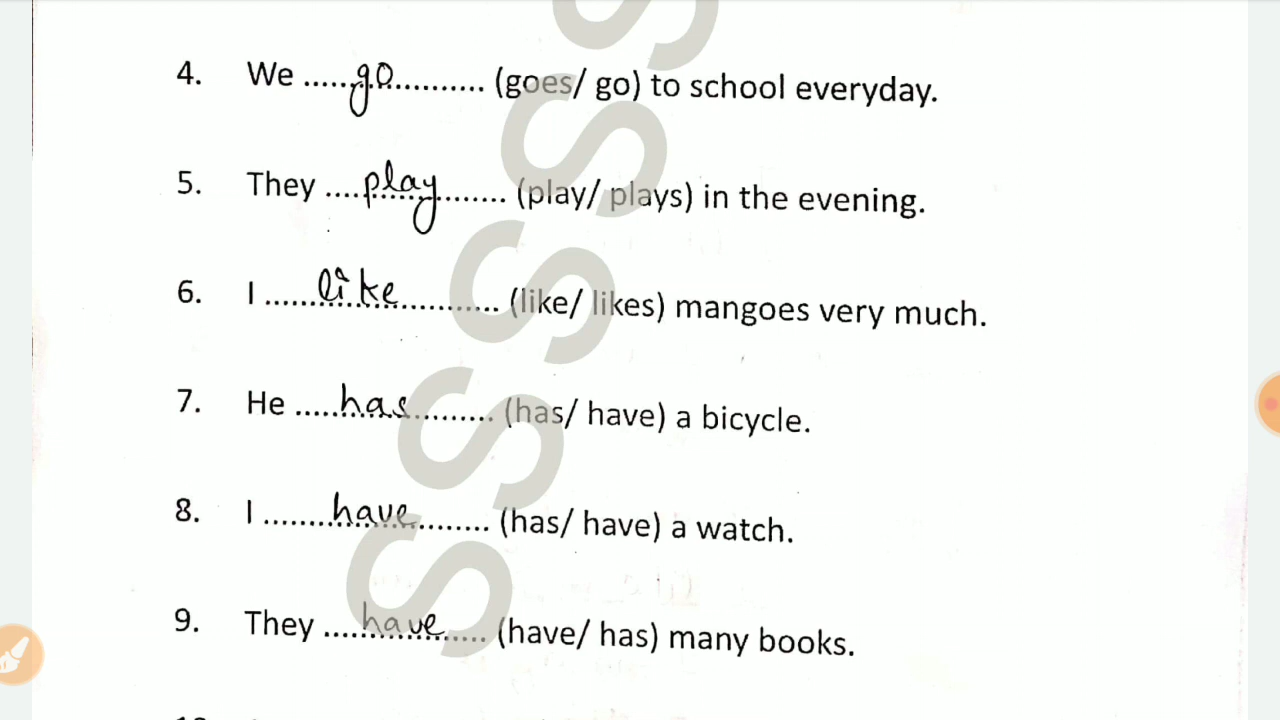 4. We ......go........... (goes/ go) to school everyday.
5. They ....play........ (play/ plays) in the evening.
6. I ......like........... (like/ likes) mangoes very much.
7. He .....has.......... (has/ have) a bicycle.
8. I .......have......... (has/ have) a watch.
9. They .....have..... (have/ has) many books.
SSSSS